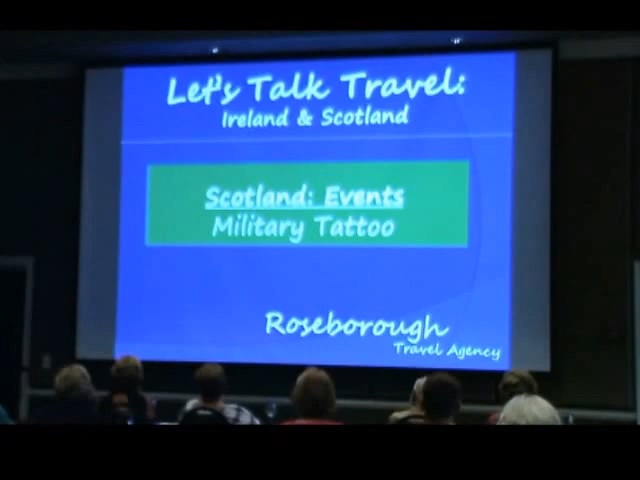 Let's Talk Travel:
Ireland & Scotland
Scotland: Events
Military Tattoo
Roseborough
Travel Agency